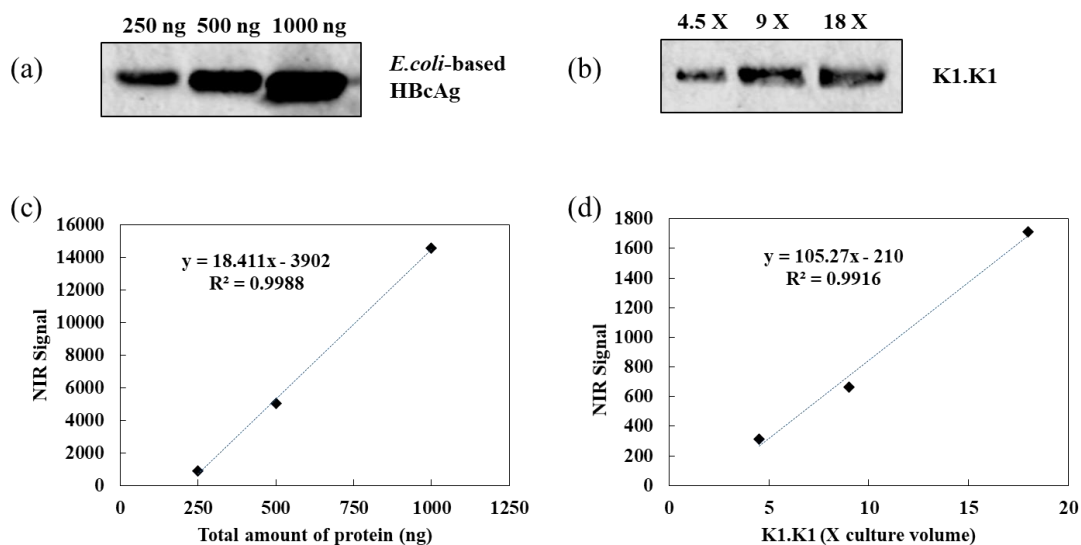 250 ng 500 ng 1000 ng
(a)
E.coli-based
HBcAg
4.5 X 9 X 18 X
(b)
K1.K1
(c)
16000
14000
12000
10000
8000
6000
4000
2000
0
NIR Signal
y = 18.411x - 3902
R² = 0.9988
0 250 500 750 1000 1250
Total amount of protein (ng)
(d)
1800
1600
1400
1200
1000
800
600
400
200
0
NIR Signal
y = 105.27x - 210
R² = 0.9916
0 5 10 15 20
K1.K1 (X culture volume)